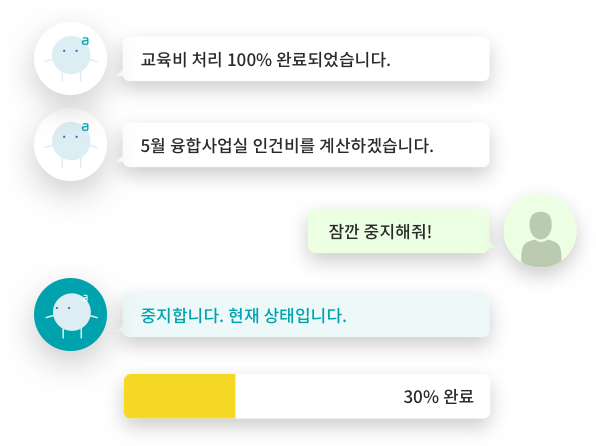 a
교육비 처리 100% 완료되었습니다.
a
5월 융합사업실 인건비를 계산하겠습니다.
잠깐 중지해줘!
a
중지합니다. 현재 상태입니다.
30% 완료